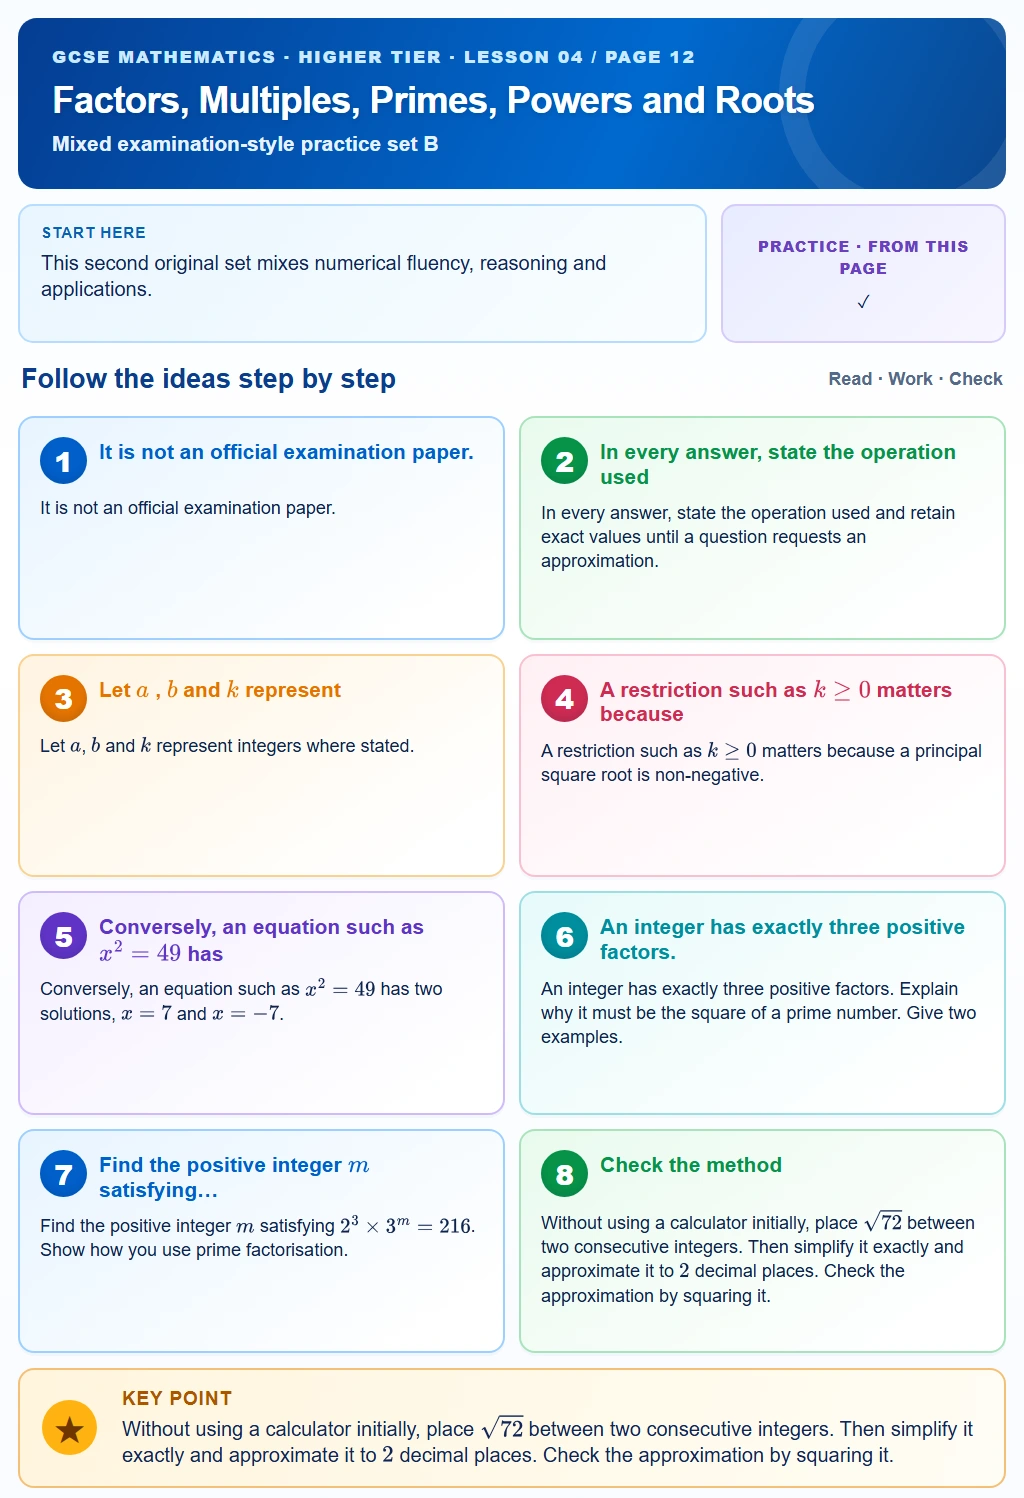 GCSE MATHEMATICS · HIGHER TIER · LESSON 04 / PAGE 12
Factors, Multiples, Primes, Powers and Roots
Mixed examination-style practice set B
START HERE
This second original set mixes numerical fluency, reasoning and
applications.
PRACTICE · FROM THIS
PAGE
✓
Follow the ideas step by step
Read · Work · Check
1
It is not an official examination paper.
It is not an official examination paper.
2
In every answer, state the operation
used
In every answer, state the operation used and retain
exact values until a question requests an
approximation.
3
Let a , b and k represent
Let a, b and k represent integers where stated.
4
A restriction such as k ≥ 0 matters
because
A restriction such as k ≥ 0 matters because a principal
square root is non-negative.
5
Conversely, an equation such as
x² = 49 has
Conversely, an equation such as x² = 49 has two
solutions, x = 7 and x = −7.
6
An integer has exactly three positive
factors.
An integer has exactly three positive factors. Explain
why it must be the square of a prime number. Give two
examples.
7
Find the positive integer m
satisfying...
Find the positive integer m satisfying 2³ × 3ᵐ = 216.
Show how you use prime factorisation.
8
Check the method
Without using a calculator initially, place √72 between
two consecutive integers. Then simplify it exactly and
approximate it to 2 decimal places. Check the
approximation by squaring it.
KEY POINT
Without using a calculator initially, place √72 between two consecutive integers. Then simplify it
exactly and approximate it to 2 decimal places. Check the approximation by squaring it.